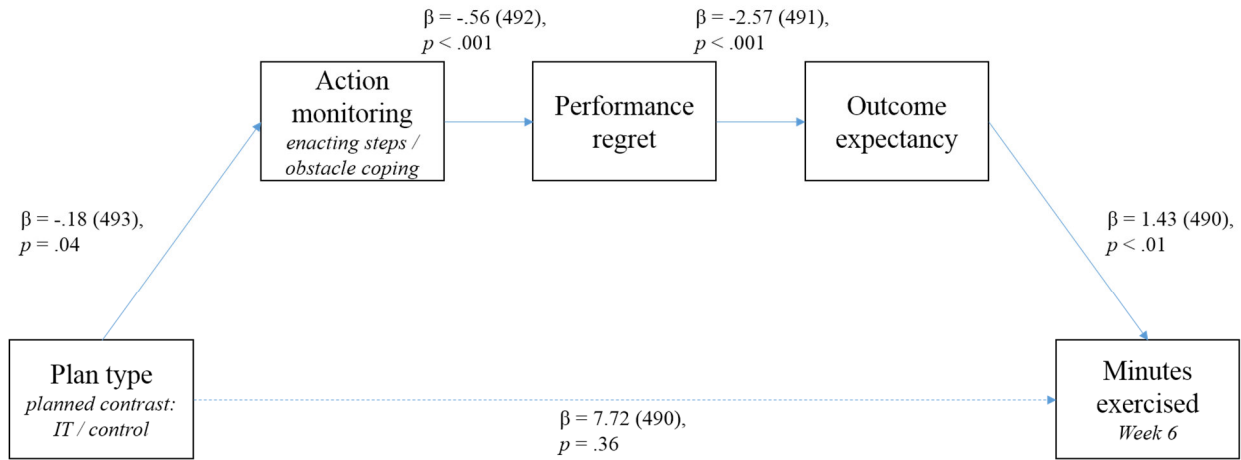 β = -.56 (492),
p < .001
β = -2.57 (491),
p < .001
Action
monitoring
enacting steps /
obstacle coping
Performance
regret
Outcome
expectancy
β = -.18 (493),
p = .04
β = 1.43 (490),
p < .01
Plan type
planned contrast:
IT / control
β = 7.72 (490),
p = .36
Minutes
exercised
Week 6